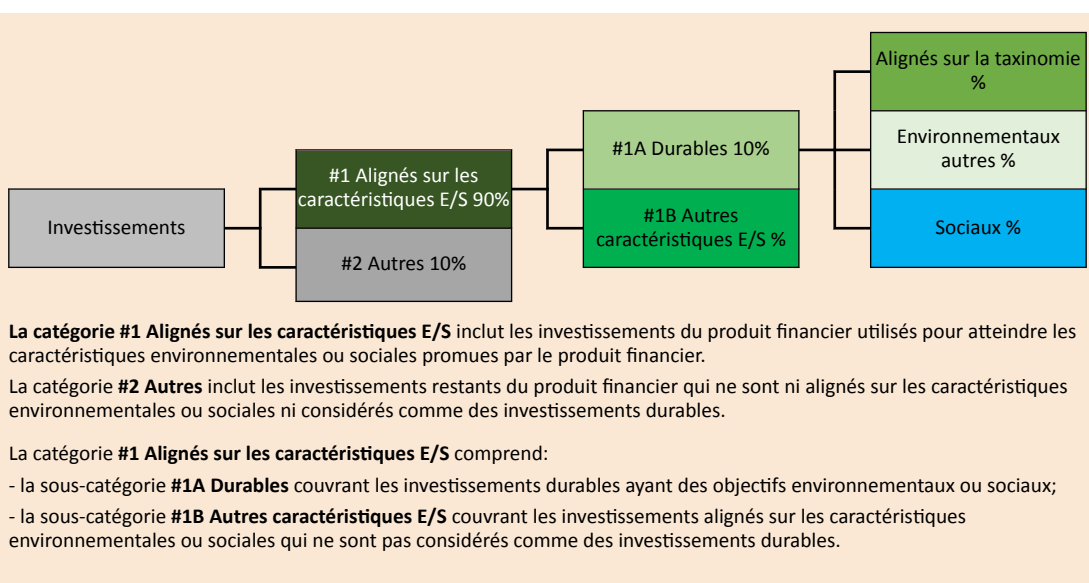 Investissements
#1 Alignés sur les
caractéristiques E/S 90%
#2 Autres 10%
#1A Durables 10%
#1B Autres
caractéristiques E/S %
Alignés sur la taxinomie
%
Environnementaux
autres %
Sociaux %
La catégorie #1 Alignés sur les caractéristiques E/S inclut les investissements du produit financier utilisés pour atteindre les
caractéristiques environnementales ou sociales promues par le produit financier.
La catégorie #2 Autres inclut les investissements restants du produit financier qui ne sont ni alignés sur les caractéristiques
environnementales ou sociales ni considérés comme des investissements durables.
La catégorie #1 Alignés sur les caractéristiques E/S comprend:
- la sous-catégorie #1A Durables couvrant les investissements durables ayant des objectifs environnementaux ou sociaux;
- la sous-catégorie #1B Autres caractéristiques E/S couvrant les investissements alignés sur les caractéristiques
environnementales ou sociales qui ne sont pas considérés comme des investissements durables.